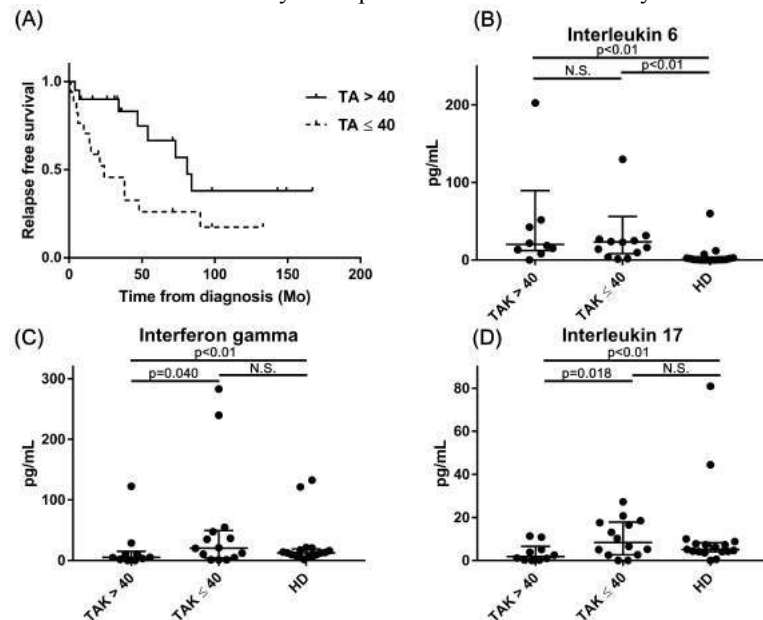 (A)
Relapse free survival
1.0
0.5
0.0
0
50
100
150
200
Time from diagnosis (Mo)
TA > 40
TA ≤ 40
(B)
Interleukin 6
p<0.01
N.S.
p<0.01
pg/mL
200
100
0
TAK > 40
TAK ≤ 40
HD
(C)
Interferon gamma
p<0.01
p=0.040
N.S.
pg/mL
300
200
100
0
TAK > 40
TAK ≤ 40
HD
(D)
Interleukin 17
p<0.01
p=0.018
N.S.
pg/mL
80
60
40
20
0
TAK > 40
TAK ≤ 40
HD